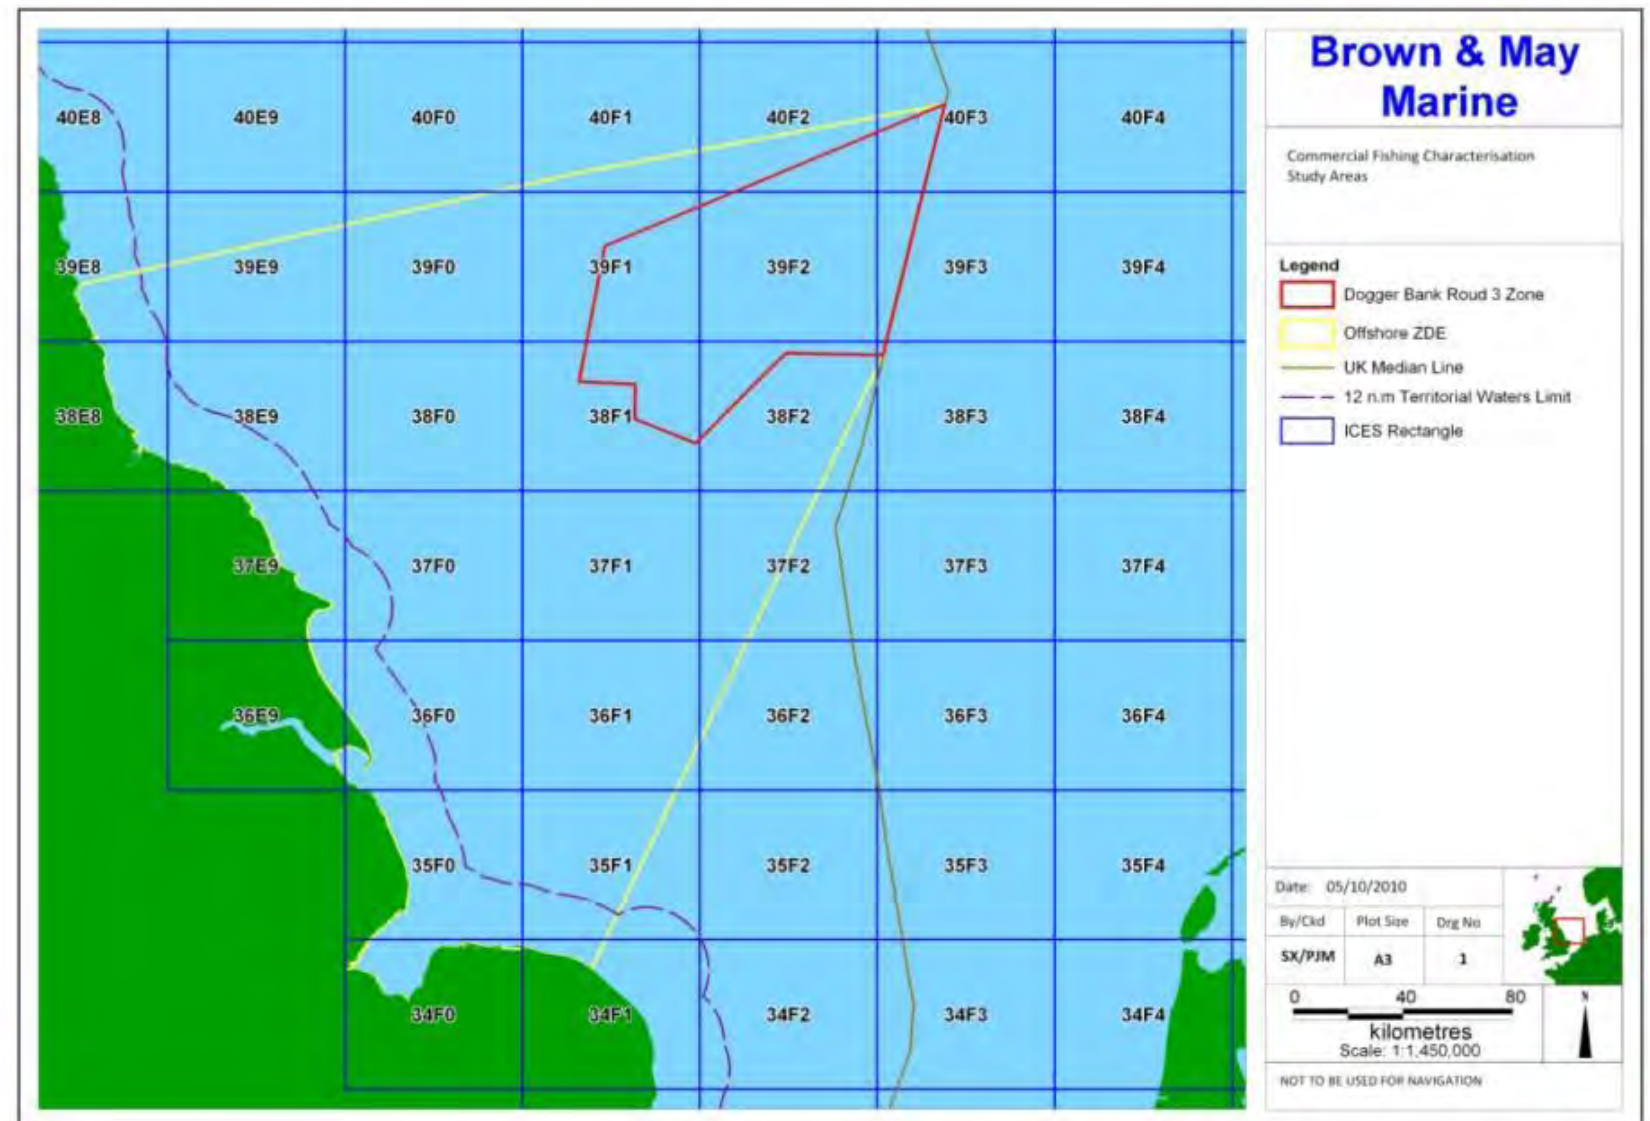 Brown & May
Marine
Commercial Fishing Characterisation
Study Areas
Legend
Dogger Bank Roud 3 Zone
Offshore ZDE
UK Median Line
12 n.m Territorial Waters Limit
ICES Rectangle
40E8 40E9 40F0 40F1 40F2 40F3 40F4
39E8 39E9 39F0 39F1 39F2 39F3 39F4
38E8 38E9 38F0 38F1 38F2 38F3 38F4
37E9 37F0 37F1 37F2 37F3 37F4
36E9 36F0 36F1 36F2 36F3 36F4
35F0 35F1 35F2 35F3 35F4
34F0 34F1 34F2 34F3 34F4
Date: 05/10/2010
By/Ckd Plot Size Drg No
SX/PJM A3 1
0 40 80
N
kilometres
Scale: 1:1,450,000
NOT TO BE USED FOR NAVIGATION